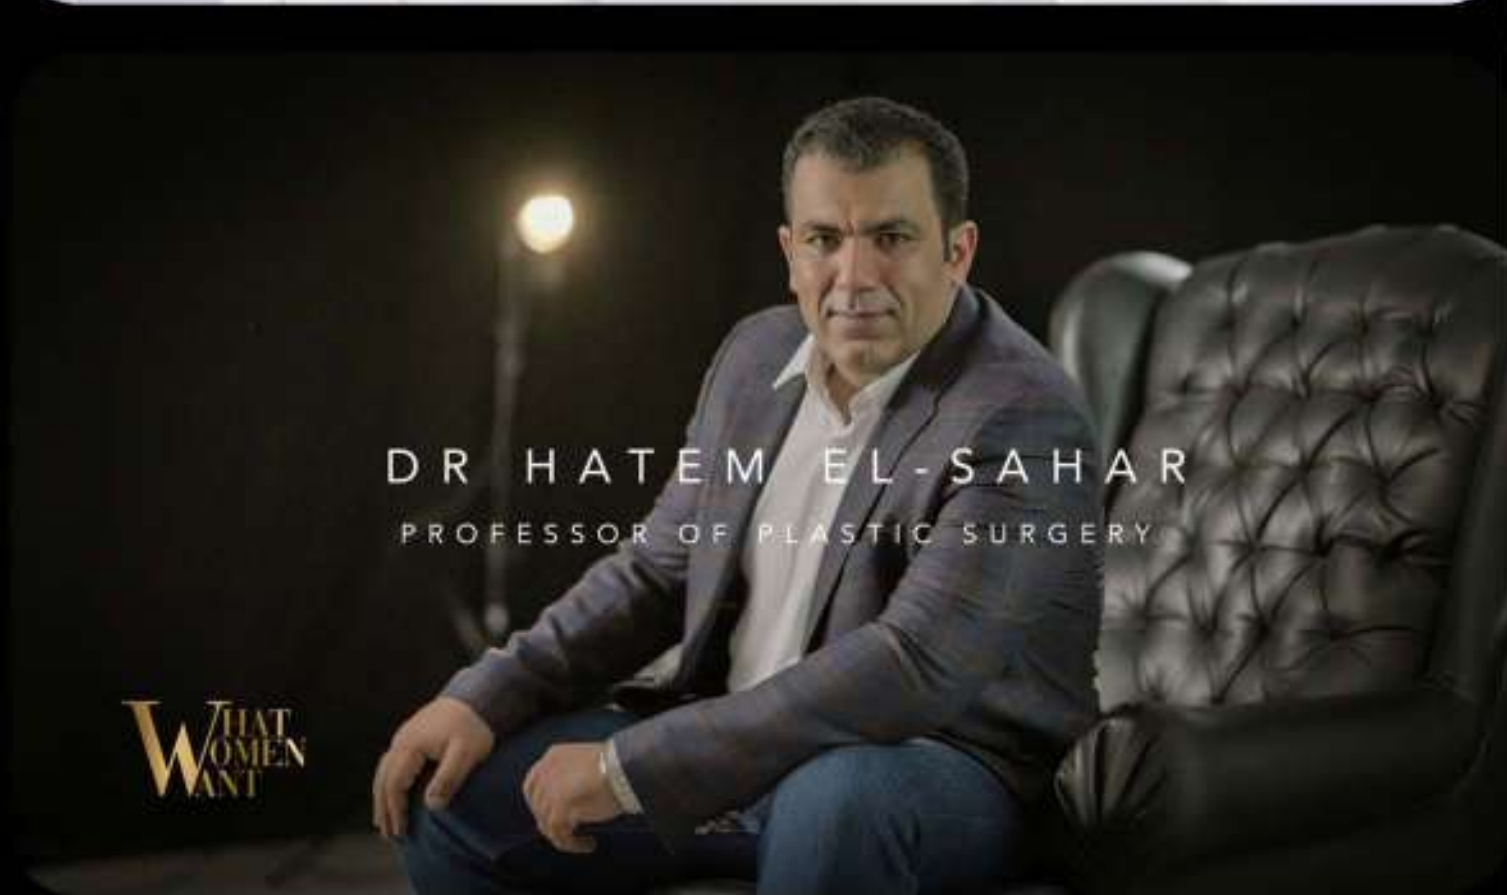 DR HATEM EL-SAHAR
PROFESSOR OF PLASTIC SURGERY
WHAT
WOMEN
WANT